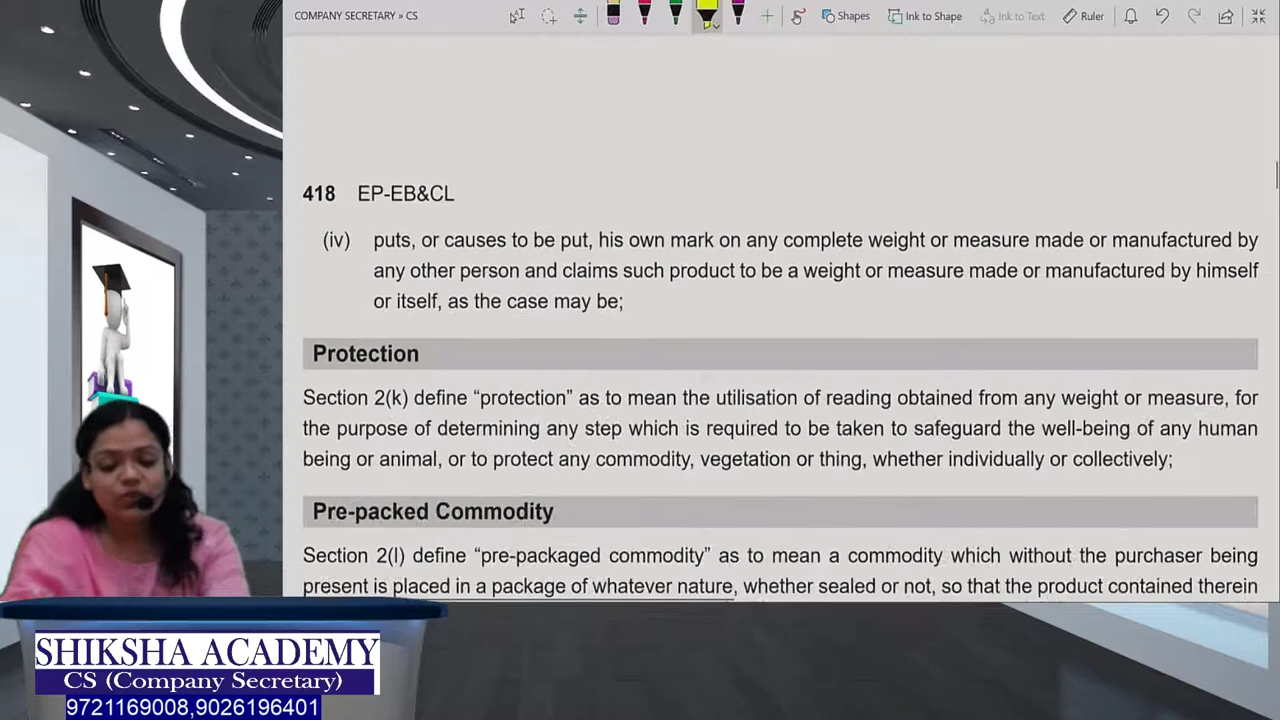 COMPANY SECRETARY » CS
Shapes
Ink to Shape
Ink to Text
Ruler
418 EP-EB&CL
(iv) puts, or causes to be put, his own mark on any complete weight or measure made or manufactured by
any other person and claims such product to be a weight or measure made or manufactured by himself
or itself, as the case may be;
Protection
Section 2(k) define “protection” as to mean the utilisation of reading obtained from any weight or measure, for
the purpose of determining any step which is required to be taken to safeguard the well-being of any human
being or animal, or to protect any commodity, vegetation or thing, whether individually or collectively;
Pre-packed Commodity
Section 2(l) define “pre-packaged commodity” as to mean a commodity which without the purchaser being
present is placed in a package of whatever nature, whether sealed or not, so that the product contained therein
SHIKSHA ACADEMY
CS (Company Secretary)
9721169008,9026196401